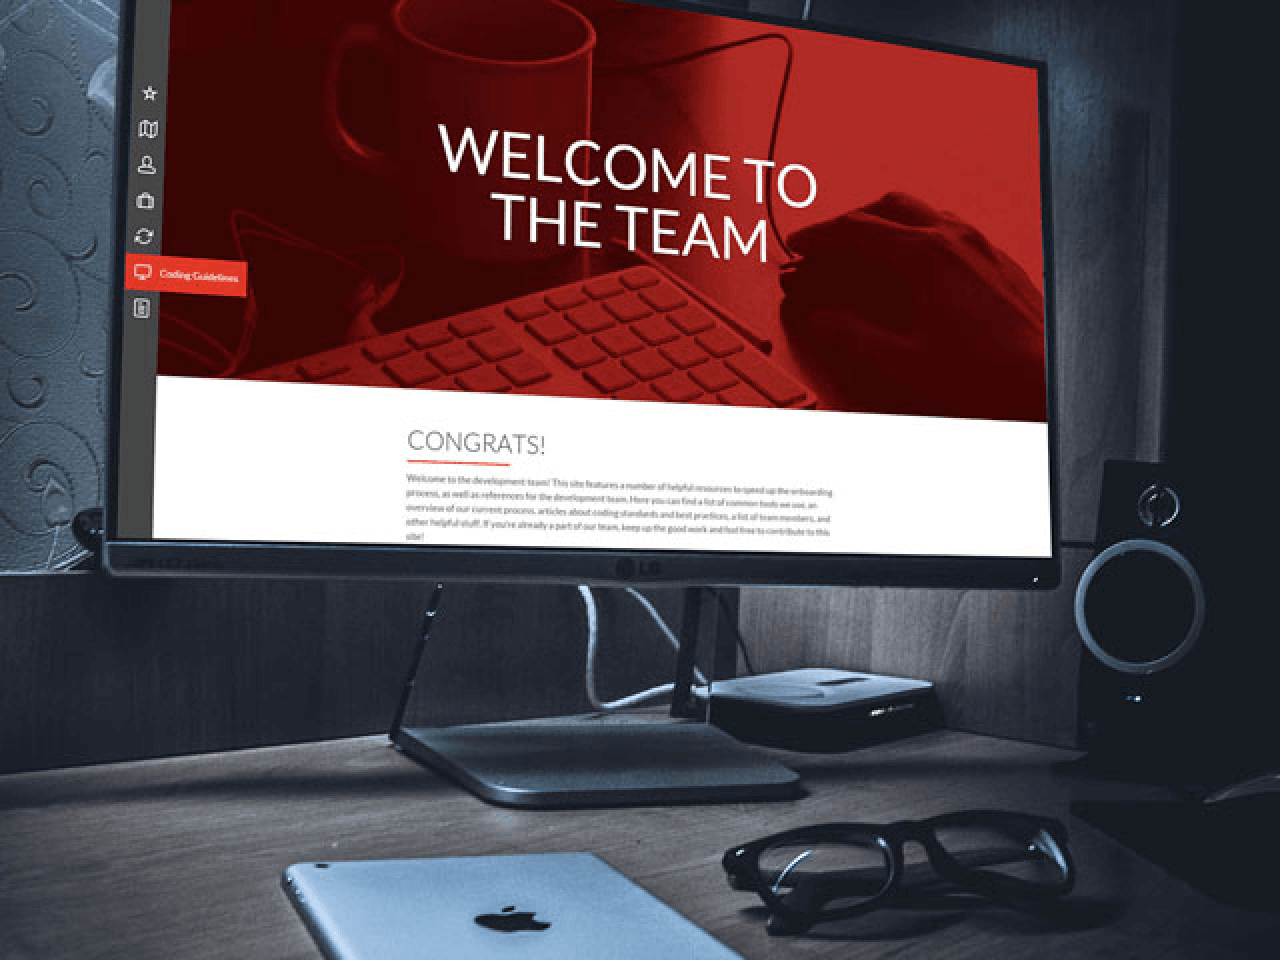 WELCOME TO
THE TEAM
Coding Guidelines
CONGRATS!
Welcome to the development team! This site features a number of helpful resources to speed up the onboarding
process, as well as references for the development team. Here you can find a list of common tools we use, an
overview of our current process, articles about coding standards and best practices, a list of team members, and
other helpful stuff. If you're already a part of our team, keep up the good work and feel free to contribute to this
site!
LG